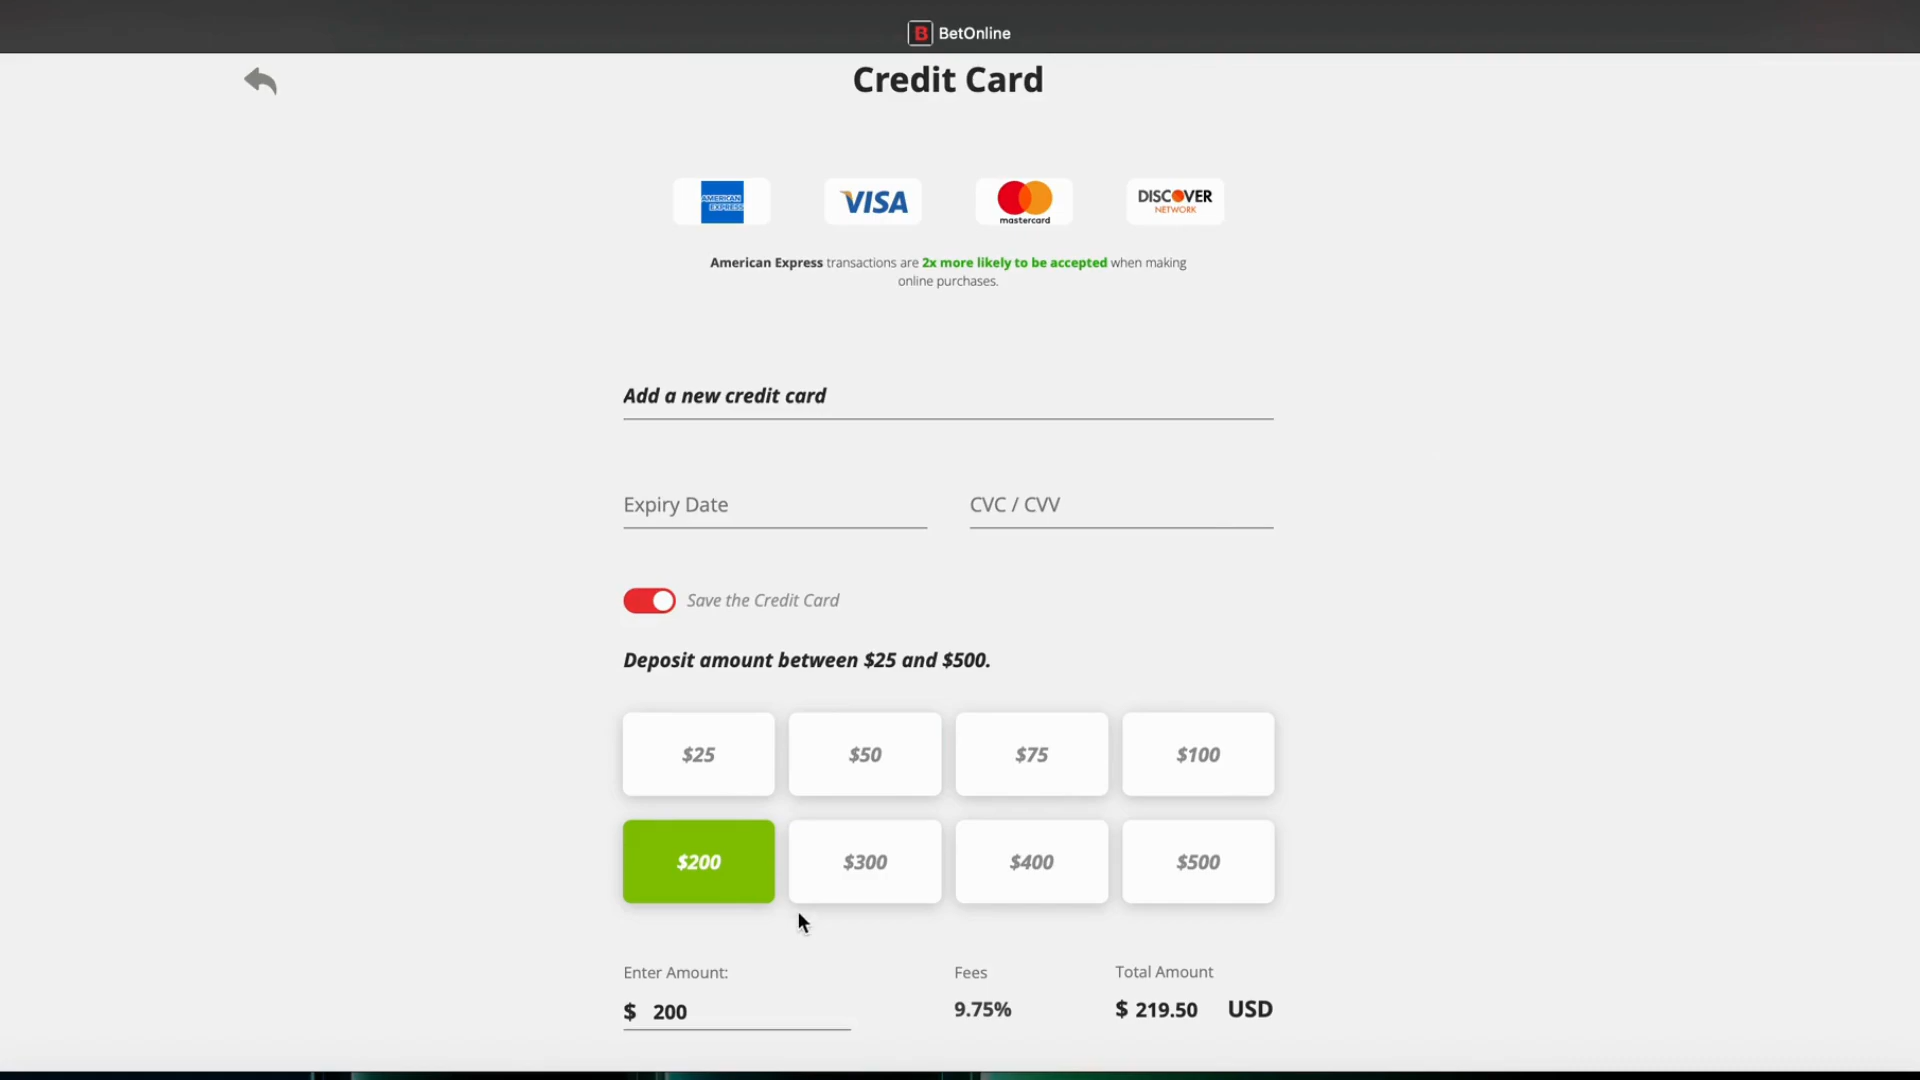 B BetOnline
Credit Card
AMERICAN
EXPRESS
VISA
mastercard
DISCOVER
NETWORK
American Express transactions are 2x more likely to be accepted when making
online purchases.
Add a new credit card
Expiry Date CVC / CVV
Save the Credit Card
Deposit amount between $25 and $500.
$25 $50 $75 $100
$200 $300 $400 $500
Enter Amount: Fees Total Amount
$ 200 9.75% $ 219.50 USD